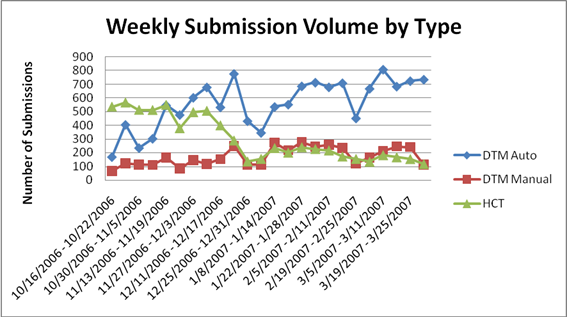 Weekly Submission Volume by Type
Number of Submissions
900
800
700
600
500
400
300
200
100
0
10/16/2006 - 10/22/2006
10/30/2006 - 11/5/2006
11/13/2006 - 11/19/2006
11/27/2006 - 12/3/2006
12/11/2006 - 12/17/2006
12/25/2006 - 12/31/2006
1/8/2007 - 1/14/2007
1/22/2007 - 1/28/2007
2/5/2007 - 2/11/2007
2/19/2007 - 2/25/2007
3/5/2007 - 3/11/2007
3/19/2007 - 3/25/2007
DTM Auto
DTM Manual
HCT